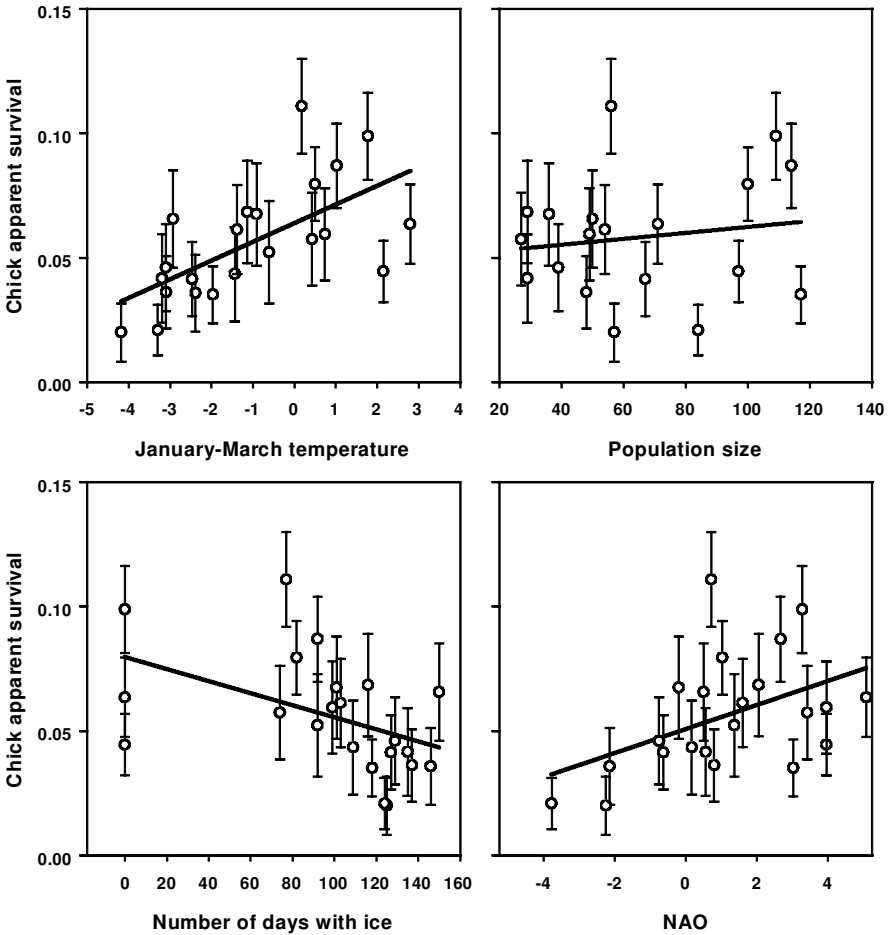 0.15
0.10
0.05
0.00
Chick apparent survival
-5 -4 -3 -2 -1 0 1 2 3 4
January-March temperature
20 40 60 80 100 120 140
Population size
0.15
0.10
0.05
0.00
Chick apparent survival
0 20 40 60 80 100 120 140 160
Number of days with ice
-4 -2 0 2 4
NAO